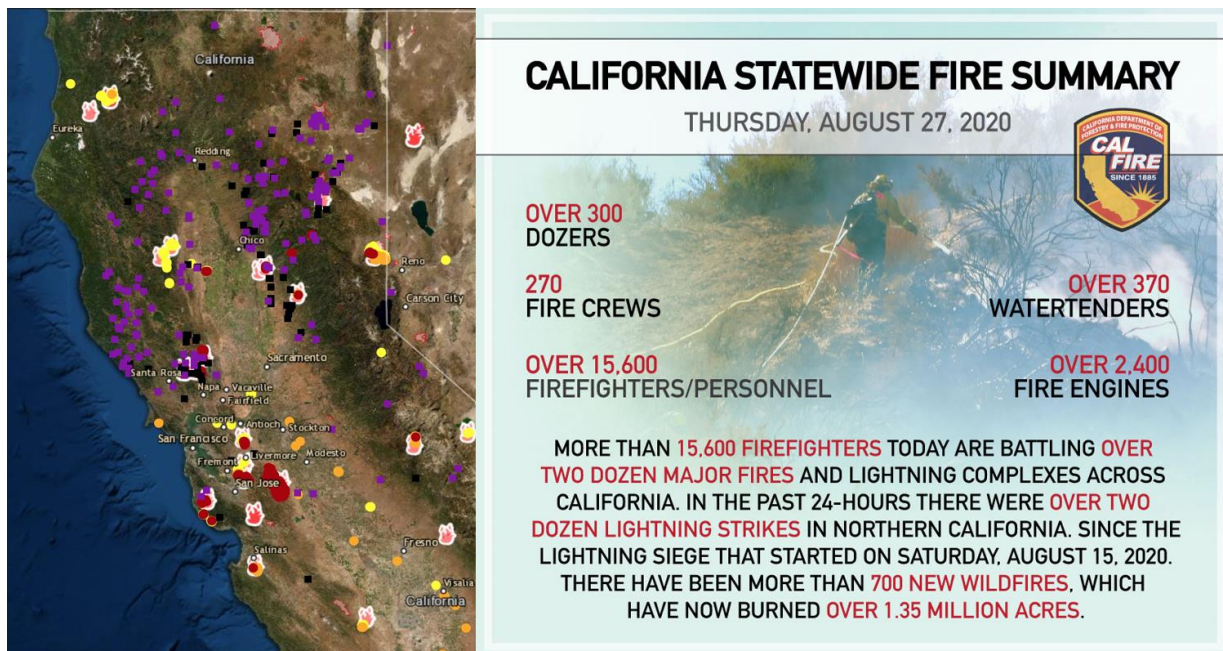 California
Eureka
Redding
Chico
Reno
Carson City
Sacramento
Santa Rosa
1
Napa
Vacaville
Fairfield
Concord
Antioch
Stockton
San Francisco
Livermore
Modesto
Fremont
San Jose
Salinas
Fresno
Visalia
California
CALIFORNIA STATEWIDE FIRE SUMMARY
THURSDAY, AUGUST 27, 2020
CALIFORNIA DEPARTMENT OF
FORESTRY & FIRE PROTECTION
CAL
FIRE
SINCE 1885
OVER 300
DOZERS
270
FIRE CREWS
OVER 370
WATERTENDERS
OVER 15,600
FIREFIGHTERS/PERSONNEL
OVER 2,400
FIRE ENGINES
MORE THAN 15,600 FIREFIGHTERS TODAY ARE BATTLING OVER
TWO DOZEN MAJOR FIRES AND LIGHTNING COMPLEXES ACROSS
CALIFORNIA. IN THE PAST 24-HOURS THERE WERE OVER TWO
DOZEN LIGHTNING STRIKES IN NORTHERN CALIFORNIA. SINCE THE
LIGHTNING SIEGE THAT STARTED ON SATURDAY, AUGUST 15, 2020.
THERE HAVE BEEN MORE THAN 700 NEW WILDFIRES, WHICH
HAVE NOW BURNED OVER 1.35 MILLION ACRES.